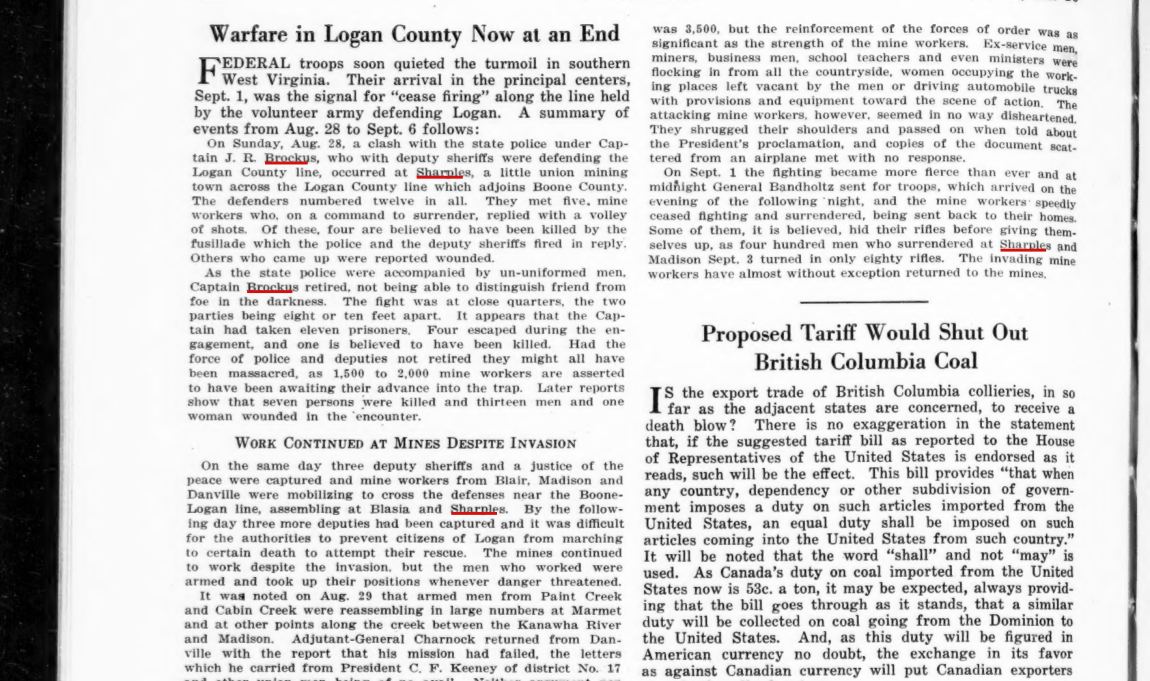 Warfare in Logan County Now at an End
FEDERAL troops soon quieted the turmoil in southern
West Virginia. Their arrival in the principal centers,
Sept. 1, was the signal for "cease firing" along the line held
by the volunteer army defending Logan. A summary of
events from Aug. 28 to Sept. 6 follows:
On Sunday, Aug. 28, a clash with the state police under Cap-
tain J. R. Brockus, who with deputy sheriffs were defending the
Logan County line, occurred at Sharples, a little union mining
town across the Logan County line which adjoins Boone County.
The defenders numbered twelve in all. They met five mine
workers who, on a command to surrender, replied with a volley
of shots. Of these, four are believed to have been killed by the
fusillade which the police and the deputy sheriffs fired in reply.
Others who came up were reported wounded.
As the state police were accompanied by un-uniformed men,
Captain Brockus retired, not being able to distinguish friend from
foe in the darkness. The fight was at close quarters, the two
parties being eight or ten feet apart. It appears that the Cap-
tain had taken eleven prisoners. Four escaped during the en-
gagement, and one is believed to have been killed. Had the
force of police and deputies not retired they might all have
been massacred, as 1,500 to 2,000 mine workers are asserted
to have been awaiting their advance into the trap. Later reports
show that seven persons were killed and thirteen men and one
woman wounded in the encounter.
WORK CONTINUED AT MINES DESPITE INVASION
On the same day three deputy sheriffs and a justice of the
peace were captured and mine workers from Blair, Madison and
Danville were mobilizing to cross the defenses near the Boone-
Logan line, assembling at Blasia and Sharples. By the follow-
ing day three more deputies had been captured and it was difficult
for the authorities to prevent citizens of Logan from marching
to certain death to attempt their rescue. The mines continued
to work despite the invasion, but the men who worked were
armed and took up their positions whenever danger threatened.
It was noted on Aug. 29 that armed men from Paint Creek
and Cabin Creek were reassembling in large numbers at Marmet
and at other points along the creek between the Kanawha River
and Madison. Adjutant-General Charnock returned from Dan-
ville with the report that his mission had failed, the letters
which he carried from President C. F. Keeney of district No. 17
was 3,500, but the reinforcement of the forces of order was as
significant as the strength of the mine workers. Ex-service men,
miners, business men, school teachers and even ministers were
flocking in from all the countryside, women occupying the work-
ing places left vacant by the men or driving automobile trucks
with provisions and equipment toward the scene of action. The
attacking mine workers, however, seemed in no way disheartened.
They shrugged their shoulders and passed on when told about
the President's proclamation, and copies of the document scat-
tered from an airplane met with no response.
On Sept. 1 the fighting became more fierce than ever and at
midnight General Bandholtz sent for troops, which arrived on the
evening of the following night, and the mine workers speedily
ceased fighting and surrendered, being sent back to their homes.
Some of them, it is believed, hid their rifles before giving them-
selves up, as four hundred men who surrendered at Sharples and
Madison Sept. 3 turned in only eighty rifles. The invading mine
workers have almost without exception returned to the mines.
Proposed Tariff Would Shut Out
British Columbia Coal
IS the export trade of British Columbia collieries, in so
far as the adjacent states are concerned, to receive a
death blow? There is no exaggeration in the statement
that, if the suggested tariff bill as reported to the House
of Representatives of the United States is endorsed as it
reads, such will be the effect. This bill provides "that when
any country, dependency or other subdivision of govern-
ment imposes a duty on such articles imported from the
United States, an equal duty shall be imposed on such
articles coming into the United States from such country."
It will be noted that the word "shall" and not "may" is
used. As Canada's duty on coal imported from the United
States now is 53c. a ton, it may be expected, always provid-
ing that the bill goes through as it stands, that a similar
duty will be collected on coal going from the Dominion to
the United States. And, as this duty will be figured in
American currency no doubt, the exchange in its favor
as against Canadian currency will put Canadian exporters